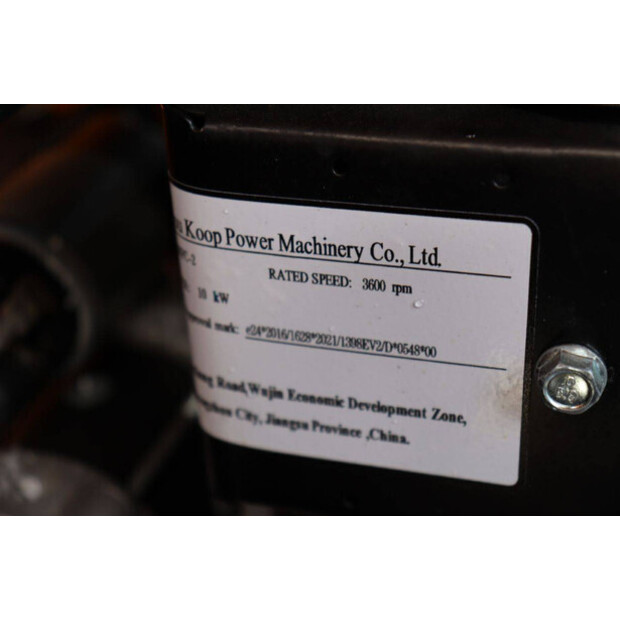 Koop Power Machinery Co., Ltd.
RATED SPEED: 3600 rpm
10 kW
mark: e24*2016/1628*2021/1398EV2/D*0548*00
Road,Wujin Economic Development Zone,
City, Jiangsu Province ,China.